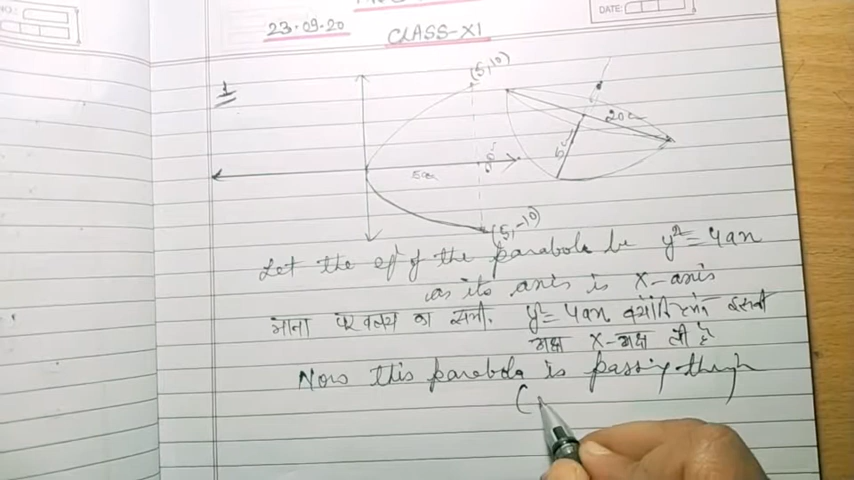 23.09.20
CLASS-XI
DATE:
1
(5,10)
20cm
5cm
5cm
(5,-10)
Let the eqn of the parabola be y²=4ax
as its axis is x-axis
माना परवलय का समी. y²=4ax क्योंकि इसकी
अक्ष x-अक्ष ही है
Now this parabola is passing through
(